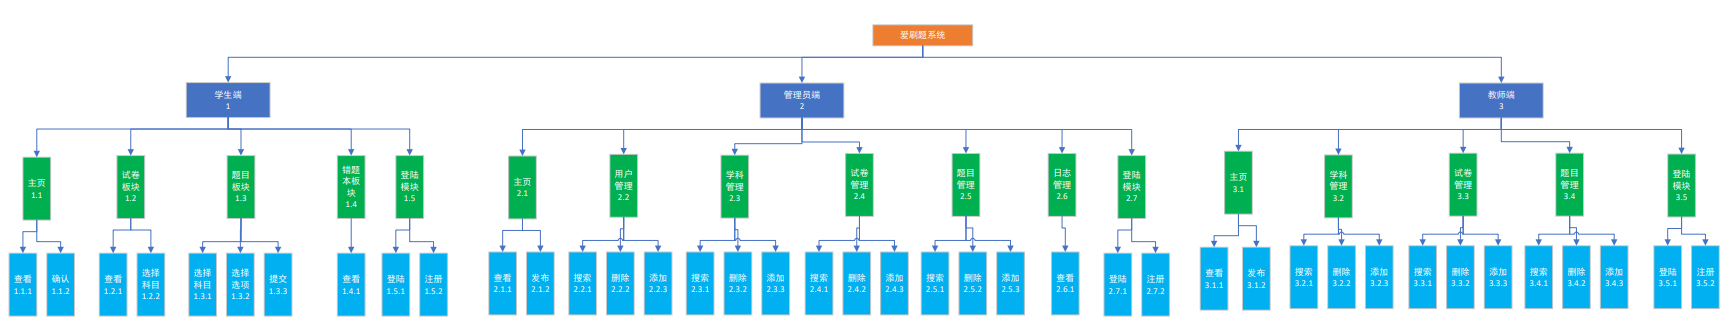 爱刷题系统
学生端
1
管理员端
2
教师端
3
主页
1.1
试卷
板块
1.2
题目
板块
1.3
错题
本板
块
1.4
登陆
模块
1.5
主页
2.1
用户
管理
2.2
学科
管理
2.3
试卷
管理
2.4
题目
管理
2.5
日志
管理
2.6
登陆
模块
2.7
主页
3.1
学科
管理
3.2
试卷
管理
3.3
题目
管理
3.4
登陆
模块
3.5
查看
1.1.1
确认
1.1.2
查看
1.2.1
选择
科目
1.2.2
选择
科目
1.3.1
选择
选项
1.3.2
提交
1.3.3
查看
1.4.1
登陆
1.5.1
注册
1.5.2
查看
2.1.1
发布
2.1.2
搜索
2.2.1
删除
2.2.2
添加
2.2.3
搜索
2.3.1
删除
2.3.2
添加
2.3.3
搜索
2.4.1
删除
2.4.2
添加
2.4.3
搜索
2.5.1
删除
2.5.2
添加
2.5.3
查看
2.6.1
登陆
2.7.1
注册
2.7.2
查看
3.1.1
发布
3.1.2
搜索
3.2.1
删除
3.2.2
添加
3.2.3
搜索
3.3.1
删除
3.3.2
添加
3.3.3
搜索
3.4.1
删除
3.4.2
添加
3.4.3
登陆
3.5.1
注册
3.5.2